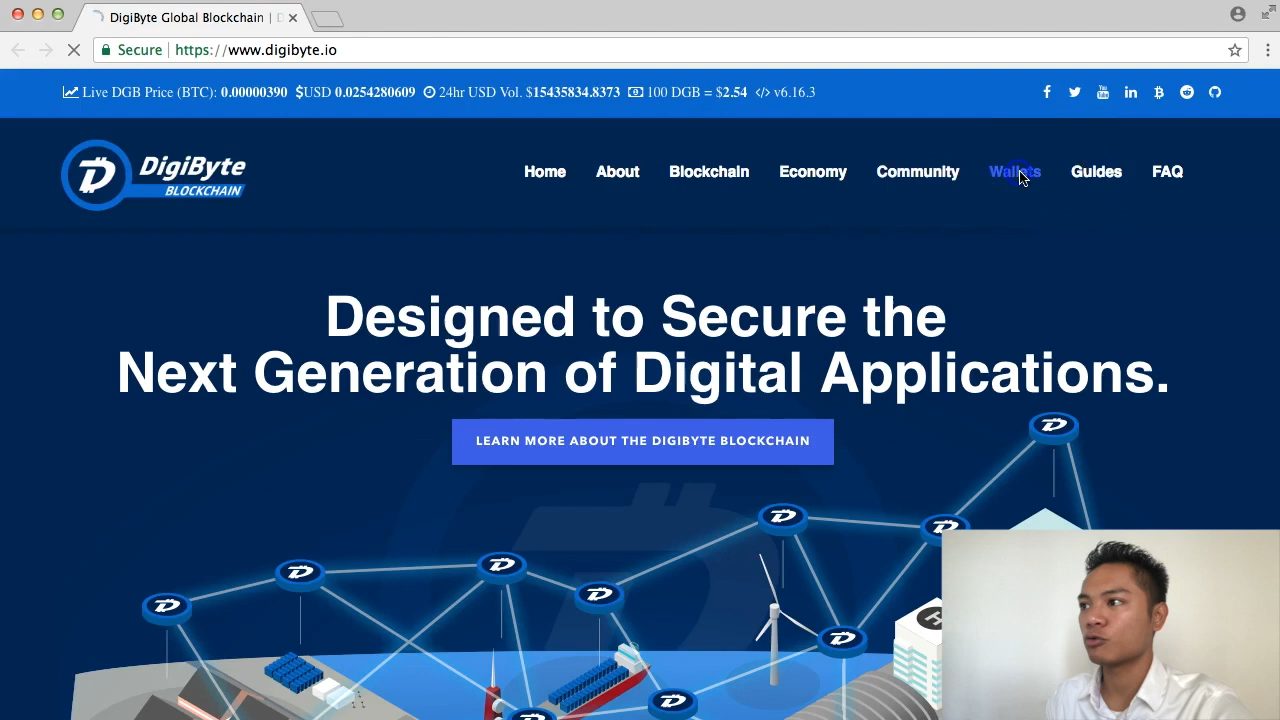 DigiByte Global Blockchain | D
Secure | https://www.digibyte.io
Live DGB Price (BTC): 0.00000390 $USD 0.0254280609 24hr USD Vol. $15435834.8373 100 DGB = $2.54 </> v6.16.3
DigiByte
BLOCKCHAIN
Home About Blockchain Economy Community Wallets Guides FAQ
Designed to Secure the
Next Generation of Digital Applications.
LEARN MORE ABOUT THE DIGIBYTE BLOCKCHAIN
H